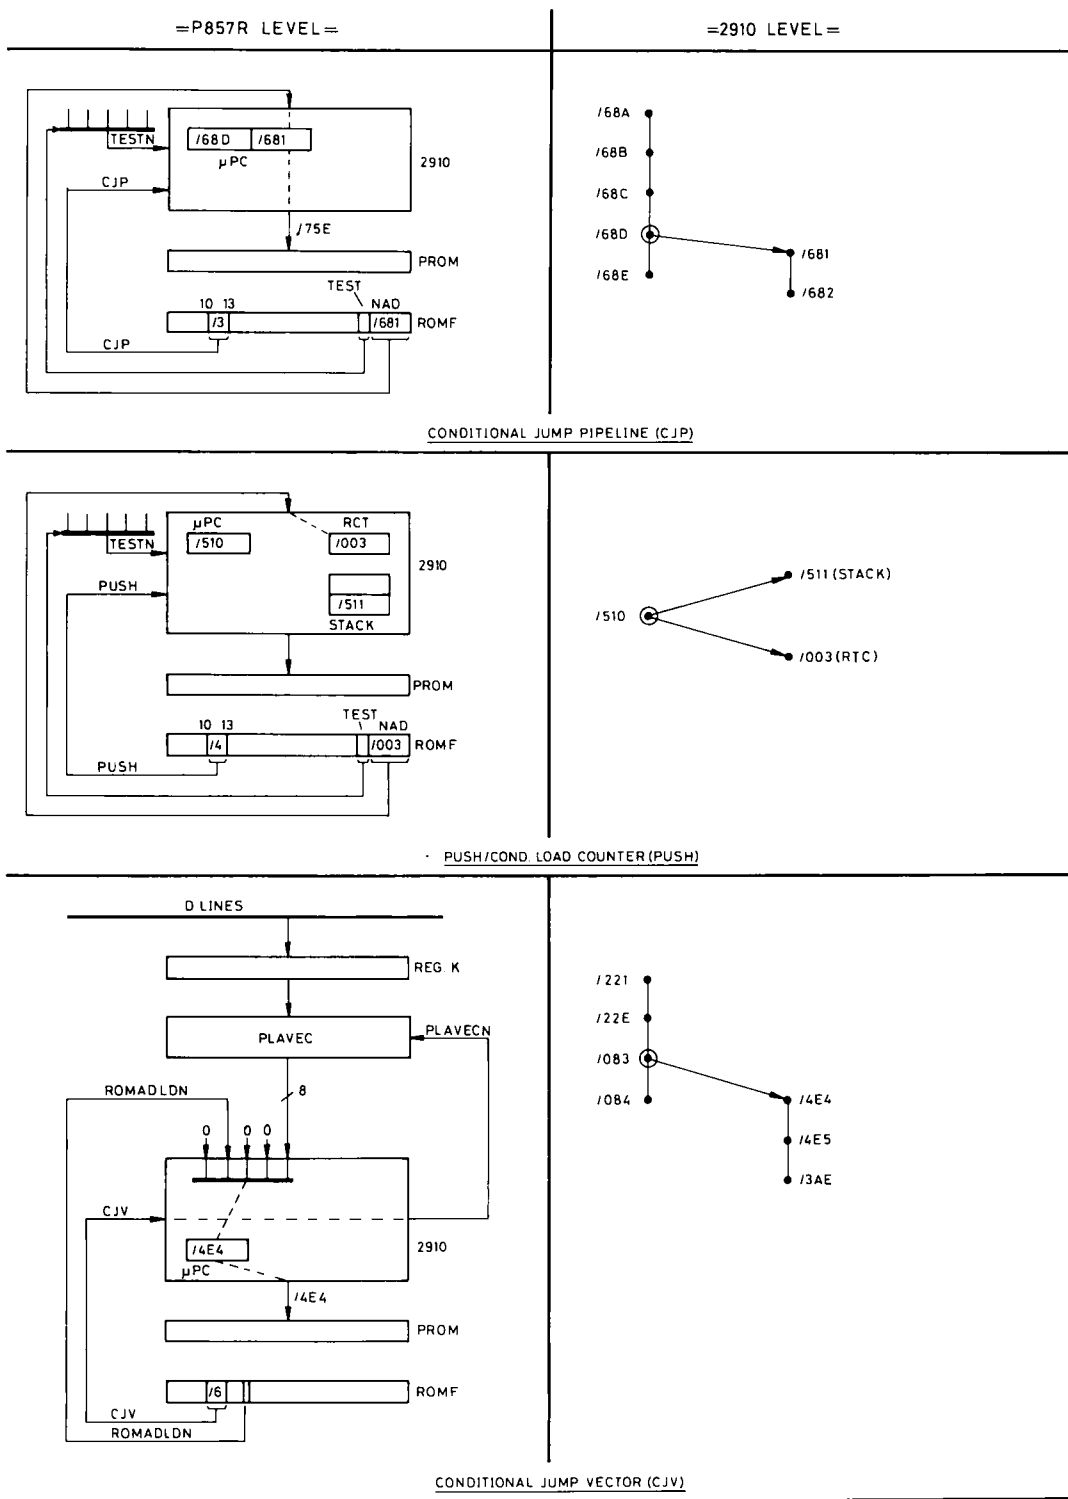 =P857R LEVEL=
=2910 LEVEL=
TESTN
/68D /681
µPC
2910
CJP
/75E
PROM
TEST
10 13 NAD
/3 /681 ROMF
CJP
/68A
/68B
/68C
/68D
/68E
/681
/682
CONDITIONAL JUMP PIPELINE (CJP)
µPC RCT
/510 /003
TESTN
2910
PUSH
/511
STACK
PROM
TEST
10 13 NAD
/4 /003 ROMF
PUSH
/511 (STACK)
/510
/003 (RTC)
PUSH/COND. LOAD COUNTER (PUSH)
D LINES
REG. K
PLAVEC
PLAVECN
ROMADLDN
8
0 0 0
CJV
/4E4
2910
µPC
/4E4
PROM
/6 ROMF
CJV
ROMADLDN
/221
/22E
/083
/084
/4E4
/4E5
/3AE
CONDITIONAL JUMP VECTOR (CJV)